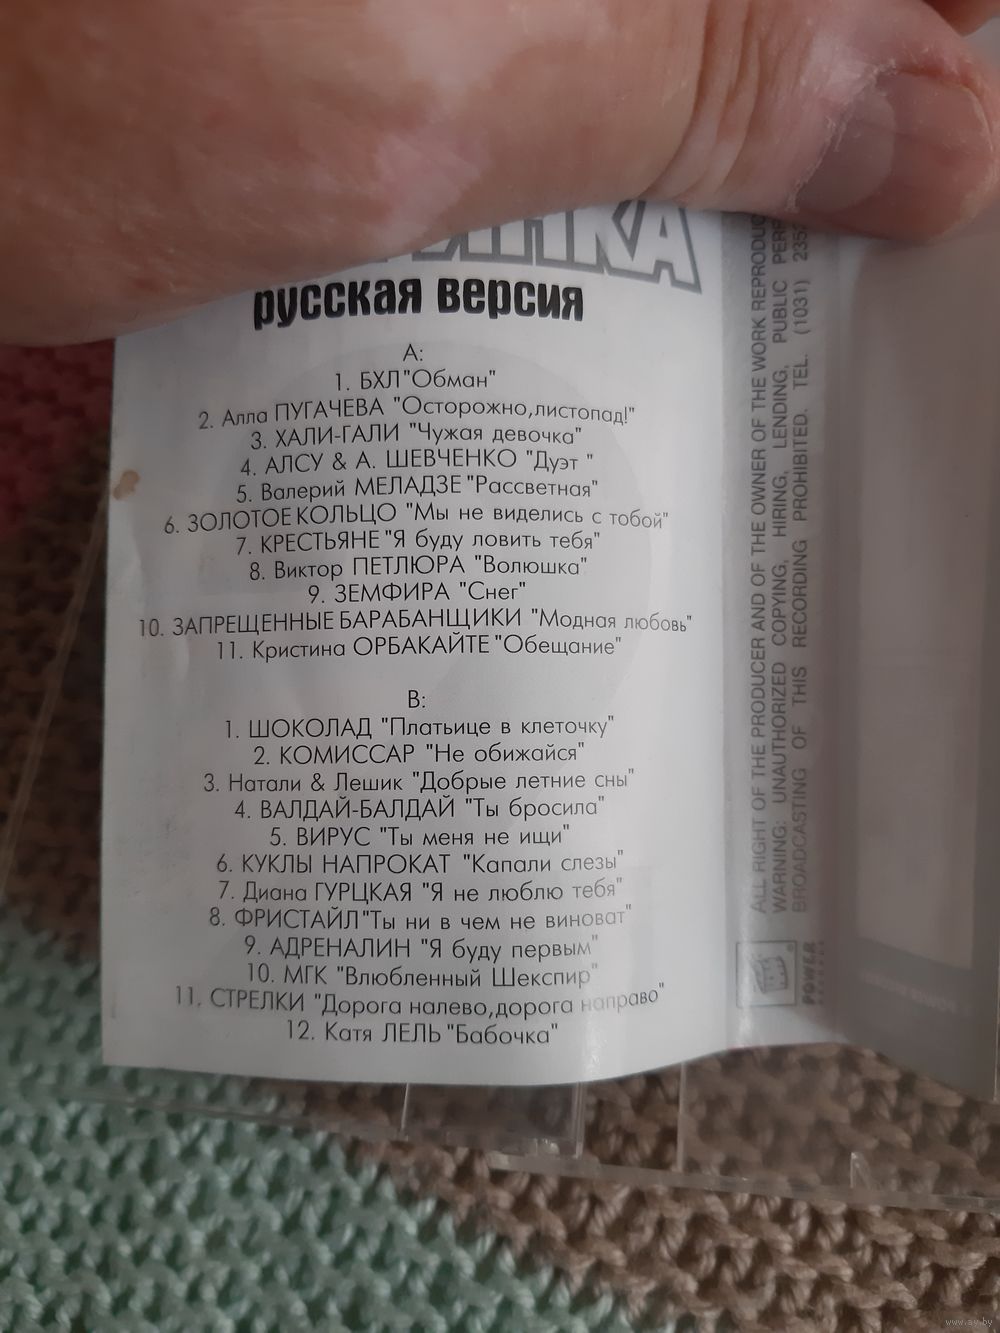 русская версия
А:
1. БХЛ "Обман"
2. Алла ПУГАЧЕВА "Осторожно,листопад!"
3. ХАЛИ-ГАЛИ "Чужая девочка"
4. АЛСУ & А. ШЕВЧЕНКО "Дуэт "
5. Валерий МЕЛАДЗЕ "Рассветная"
6. ЗОЛОТОЕ КОЛЬЦО "Мы не виделись с тобой"
7. КРЕСТЬЯНЕ "Я буду ловить тебя"
8. Виктор ПЕТЛЮРА "Волюшка"
9. ЗЕМФИРА "Снег"
10. ЗАПРЕЩЕННЫЕ БАРАБАНЩИКИ "Модная любовь"
11. Кристина ОРБАКАЙТЕ "Обещание"
В:
1. ШОКОЛАД "Платьице в клеточку"
2. КОМИССАР "Не обижайся"
3. Натали & Лешик "Добрые летние сны"
4. ВАЛДАЙ-БАЛДАЙ "Ты бросила"
5. ВИРУС "Ты меня не ищи"
6. КУКЛЫ НАПРОКАТ "Капали слезы"
7. Диана ГУРЦКАЯ "Я не люблю тебя"
8. ФРИСТАЙЛ "Ты ни в чем не виноват"
9. АДРЕНАЛИН "Я буду первым"
10. МГК "Влюбленный Шекспир"
11. СТРЕЛКИ "Дорога налево,дорога направо"
12. Катя ЛЕЛЬ "Бабочка"
ALL RIGHT OF THE PRODUCER AND OF THE OWNER OF THE WORK
WARNING: UNAUTHORIZED COPYING, HIRING, LENDING, PUBLIC
BROADCASTING OF THIS RECORDING PROHIBITED. TEL. (1031)
POWER
www.ay.by